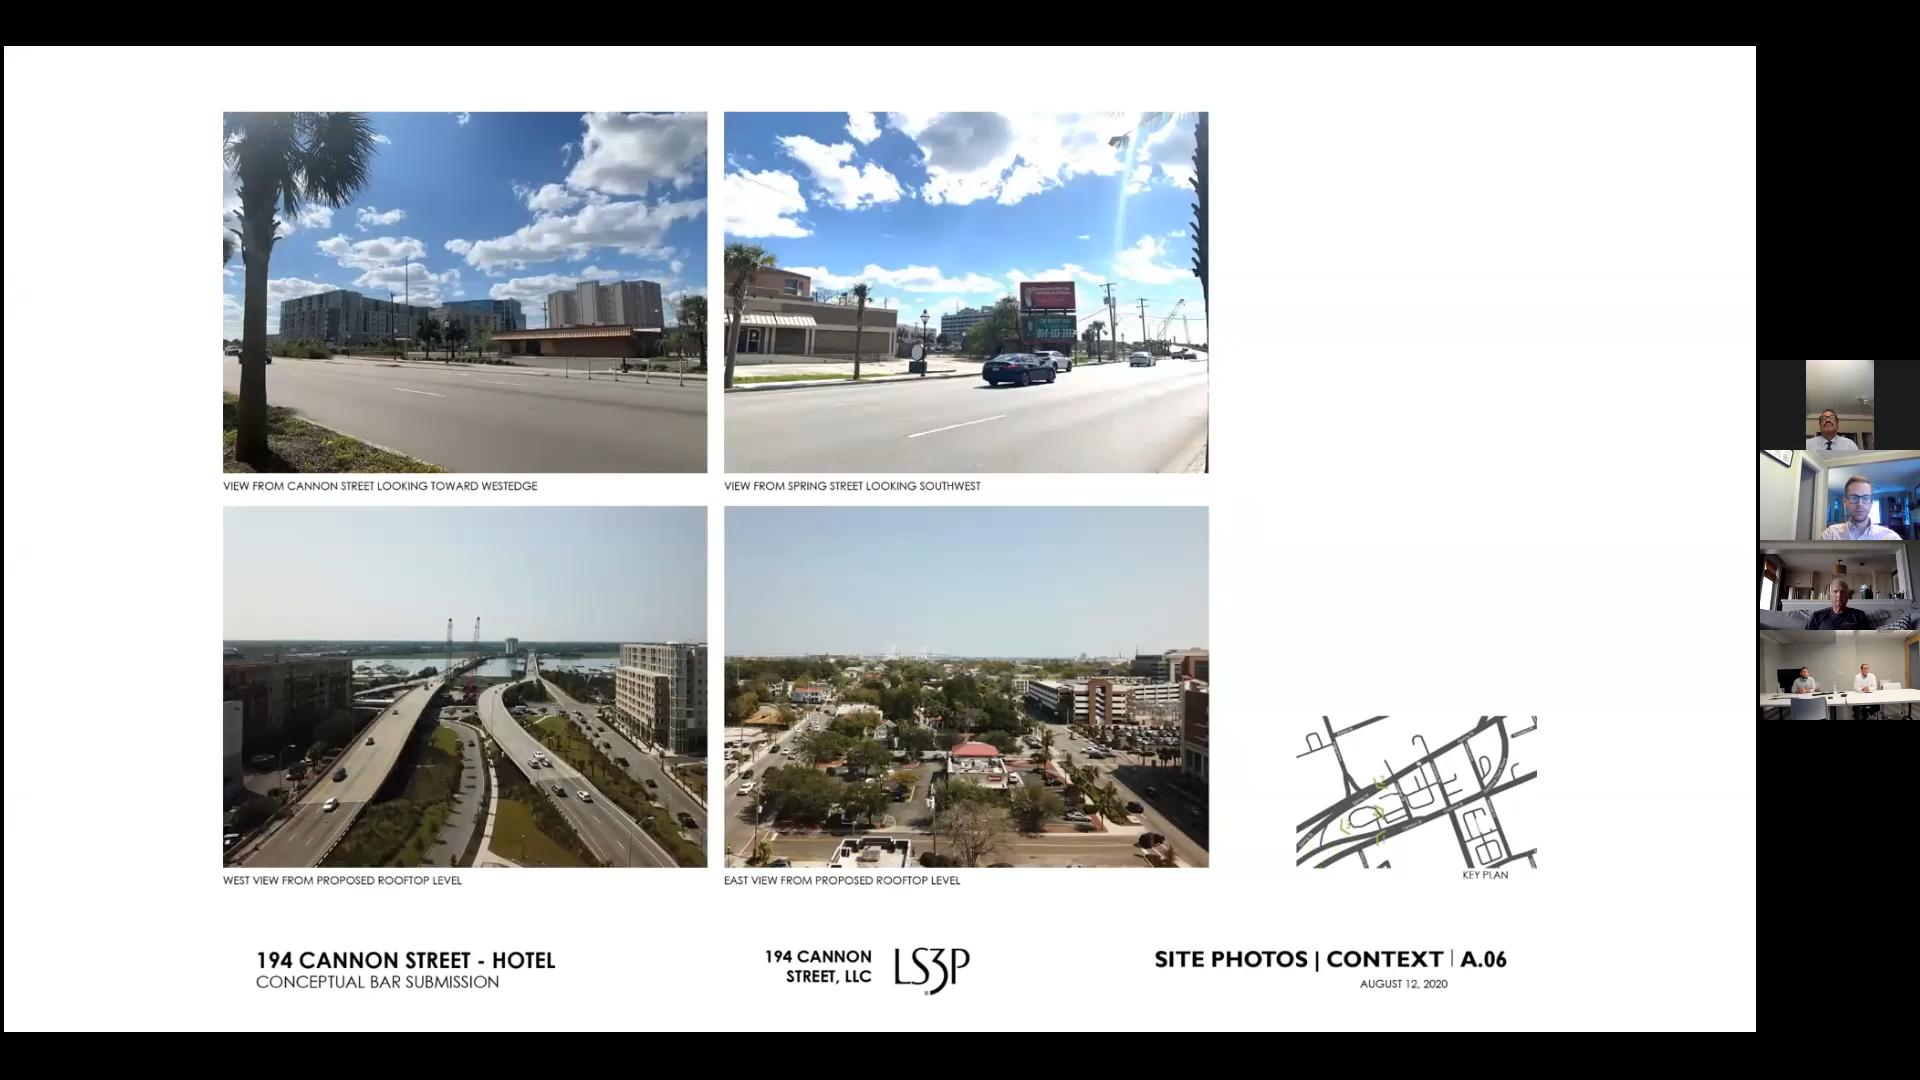 VIEW FROM CANNON STREET LOOKING TOWARD WESTEDGE
VIEW FROM SPRING STREET LOOKING SOUTHWEST
WEST VIEW FROM PROPOSED ROOFTOP LEVEL
EAST VIEW FROM PROPOSED ROOFTOP LEVEL
KEY PLAN
194 CANNON STREET - HOTEL
CONCEPTUAL BAR SUBMISSION
194 CANNON
STREET, LLC
LS3P
SITE PHOTOS | CONTEXT | A.06
AUGUST 12, 2020